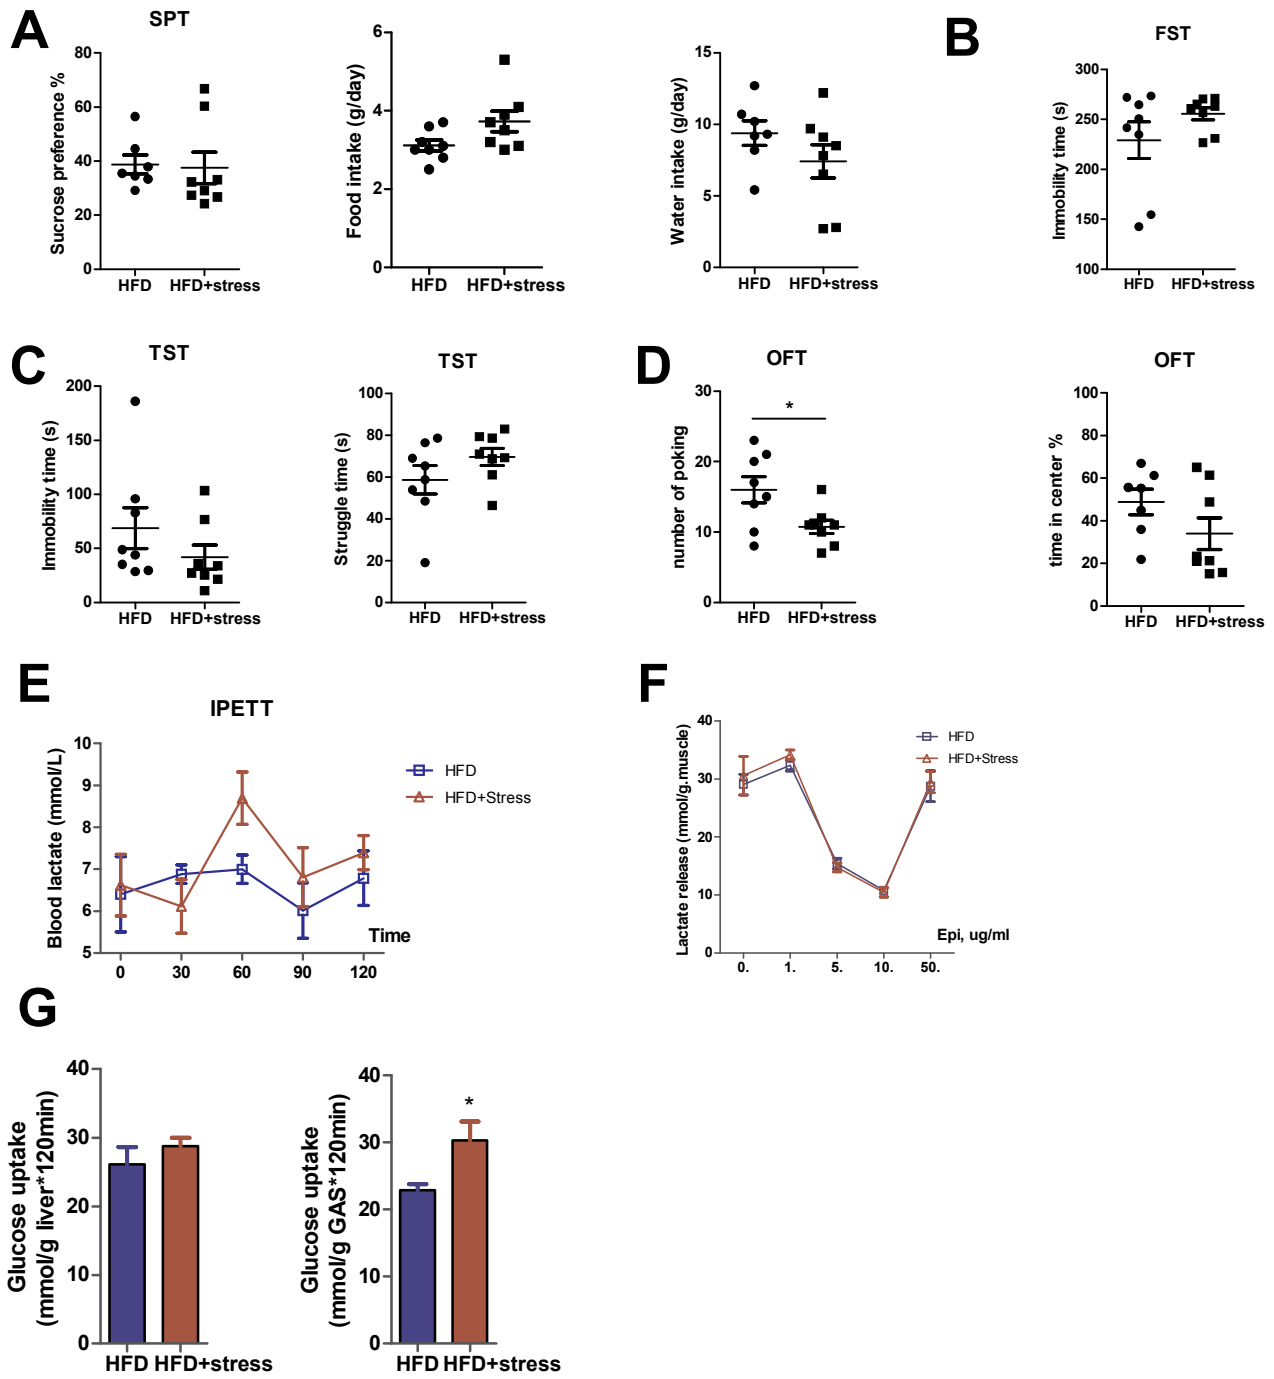 A
SPT
Sucrose preference %
80
60
40
20
0
HFD HFD+stress
Food intake (g/day)
6
4
2
0
HFD HFD+stress
Water intake (g/day)
15
10
5
0
HFD HFD+stress
B
FST
Immobility time (s)
300
250
200
150
100
HFD HFD+stress
C
TST
Immobility time (s)
200
150
100
50
0
HFD HFD+stress
TST
Struggle time (s)
100
80
60
40
20
0
HFD HFD+stress
D
OFT
number of poking
30
20
10
0
*
HFD HFD+stress
OFT
time in center %
100
80
60
40
20
0
HFD HFD+stress
E
IPETT
Blood lactate (mmol/L)
10
9
8
7
6
5
0 30 60 90 120
Time
HFD
HFD+Stress
F
Lactate release (mmol/g.muscle)
40
30
20
10
0
0. 1. 5. 10. 50.
Epi, ug/ml
HFD
HFD+Stress
G
Glucose uptake
(mmol/g liver*120min)
40
30
20
10
0
HFD HFD+stress
Glucose uptake
(mmol/g GAS*120min)
40
30
20
10
0
*
HFD HFD+stress